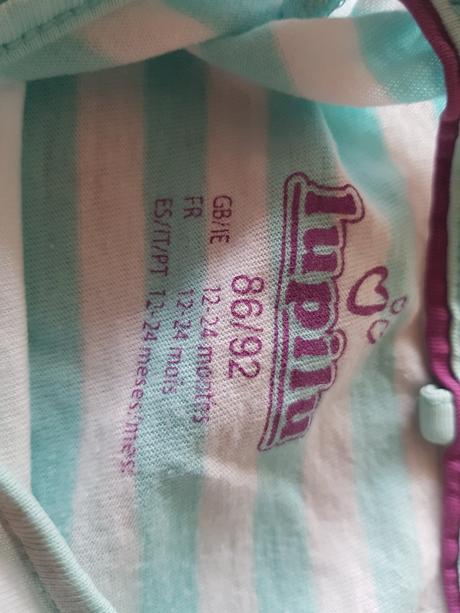 lupilu
86/92
GB/IE 12-24 months
FR 12-24 mois
ES/IT/PT 12-24 meses/mesi